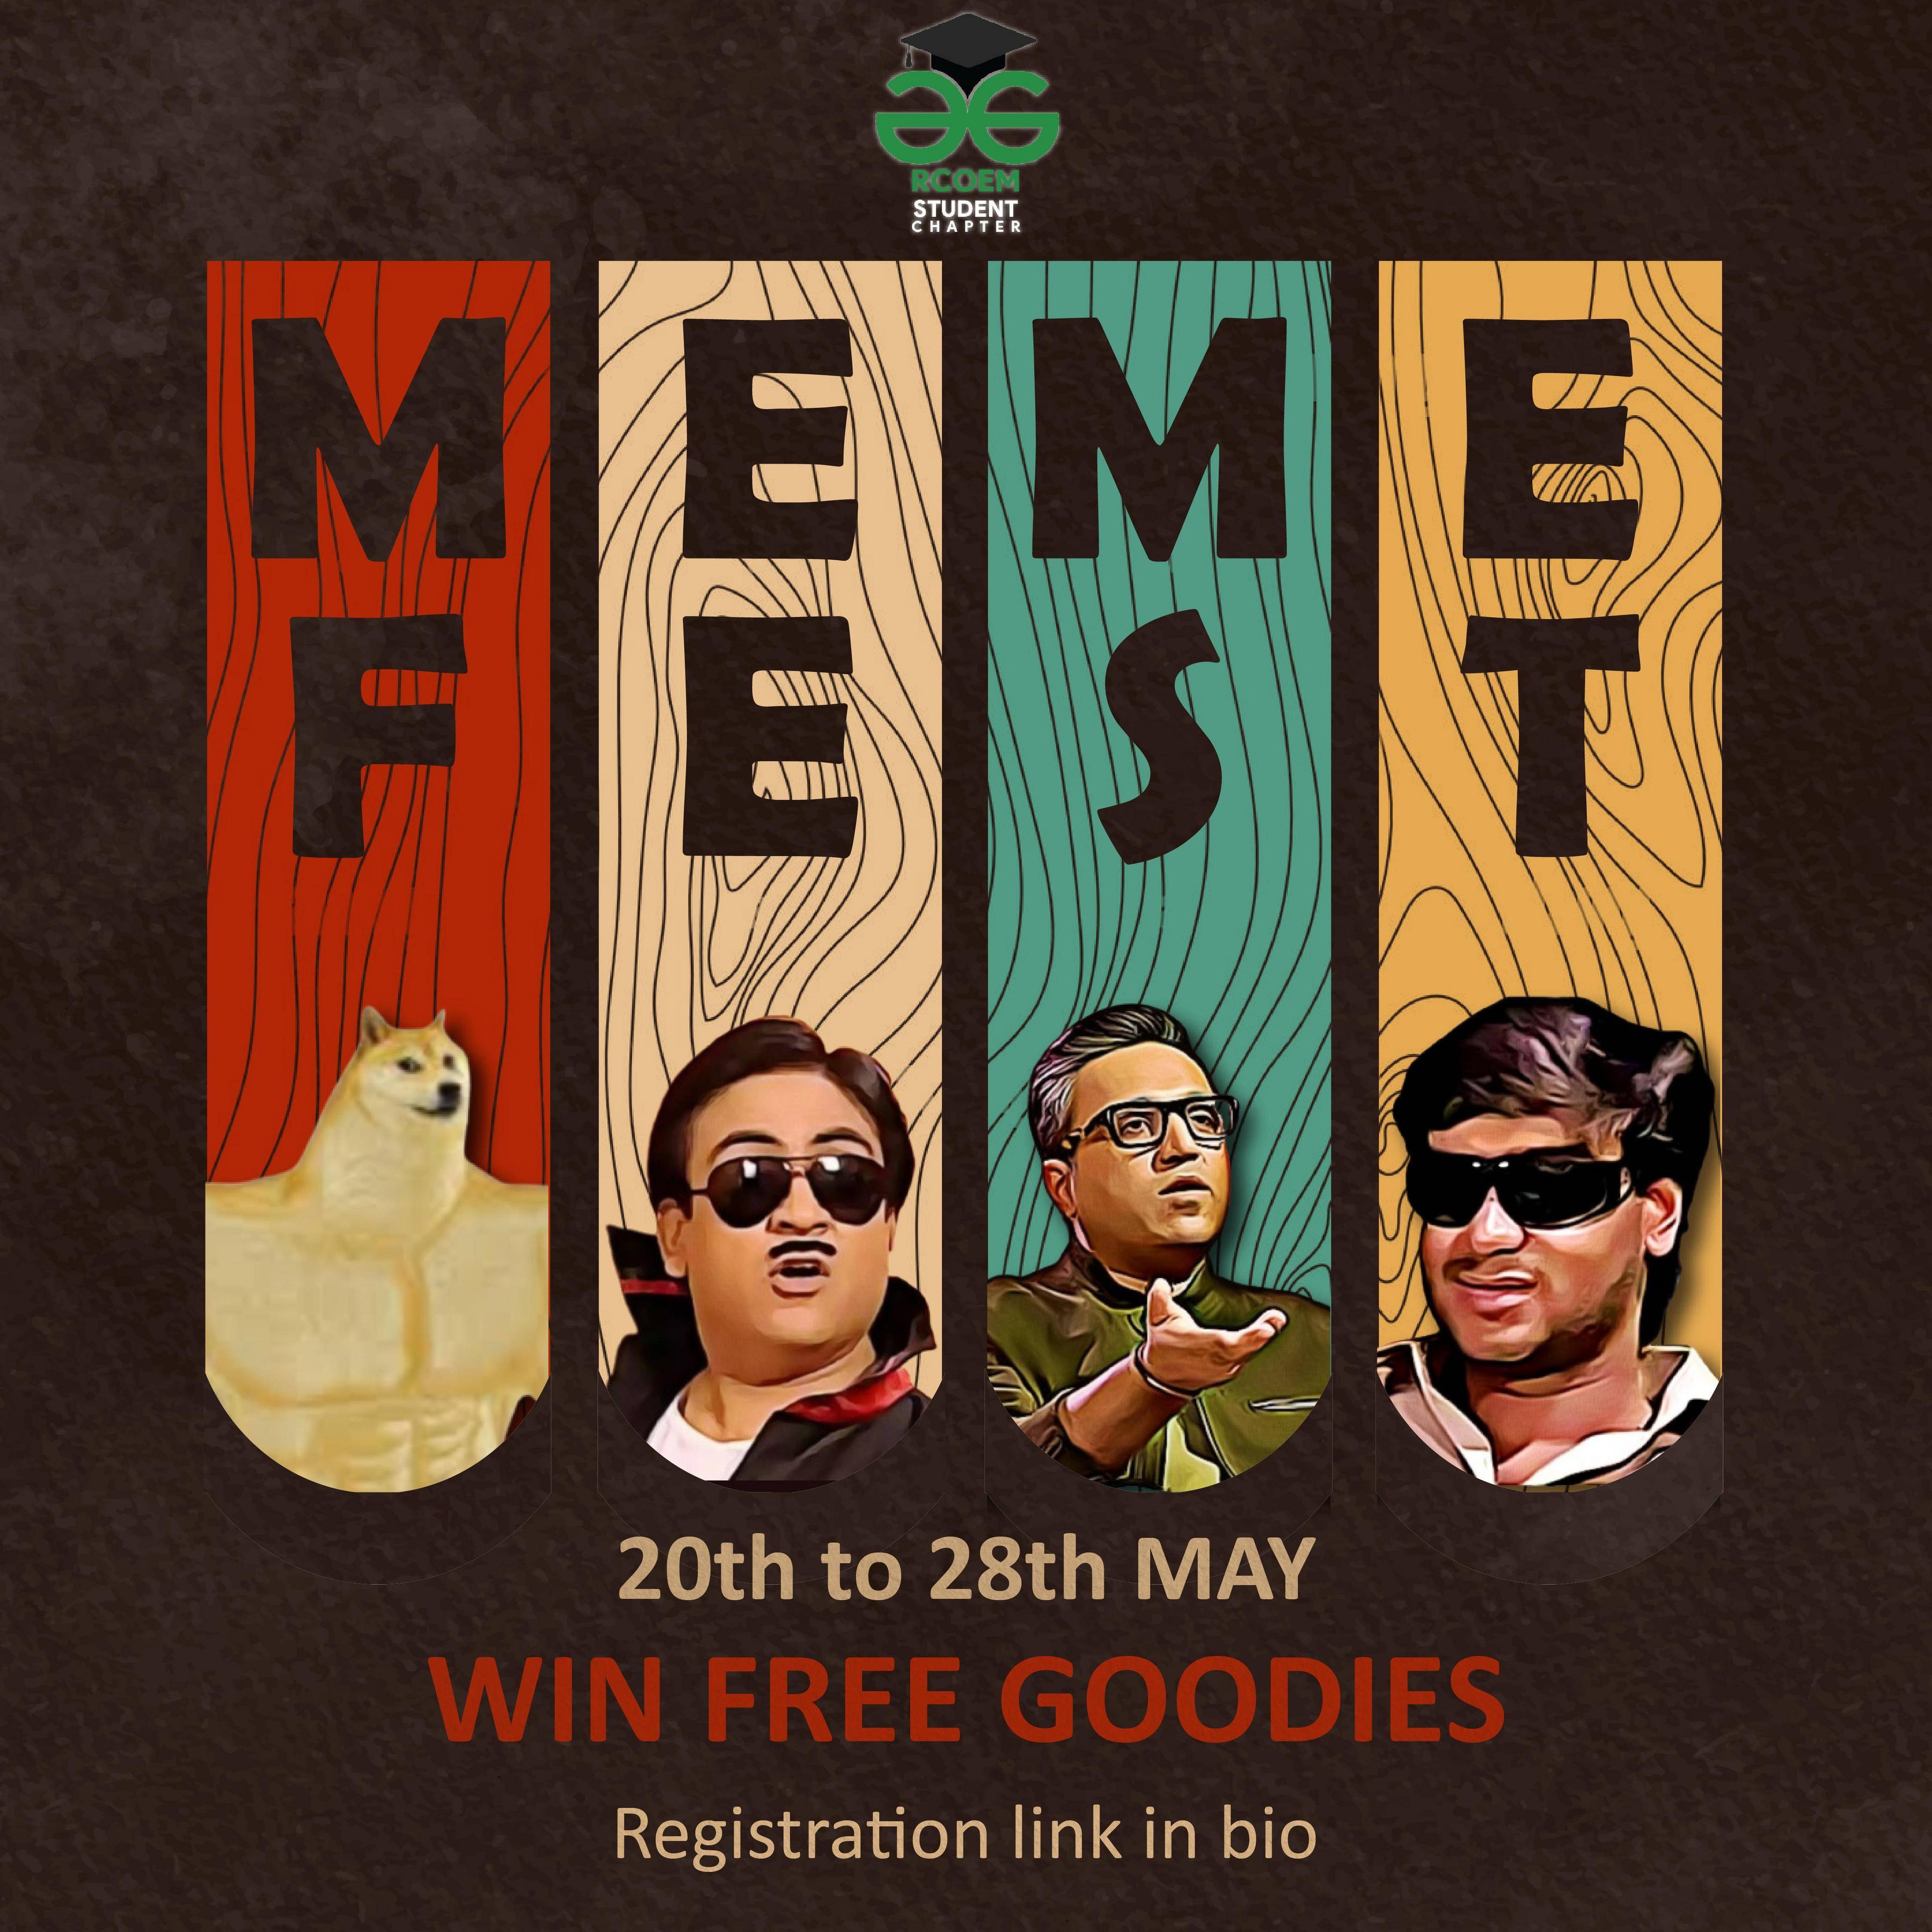 RCOEM
STUDENT
CHAPTER
MEME
FEST
20th to 28th MAY
WIN FREE GOODIES
Registration link in bio